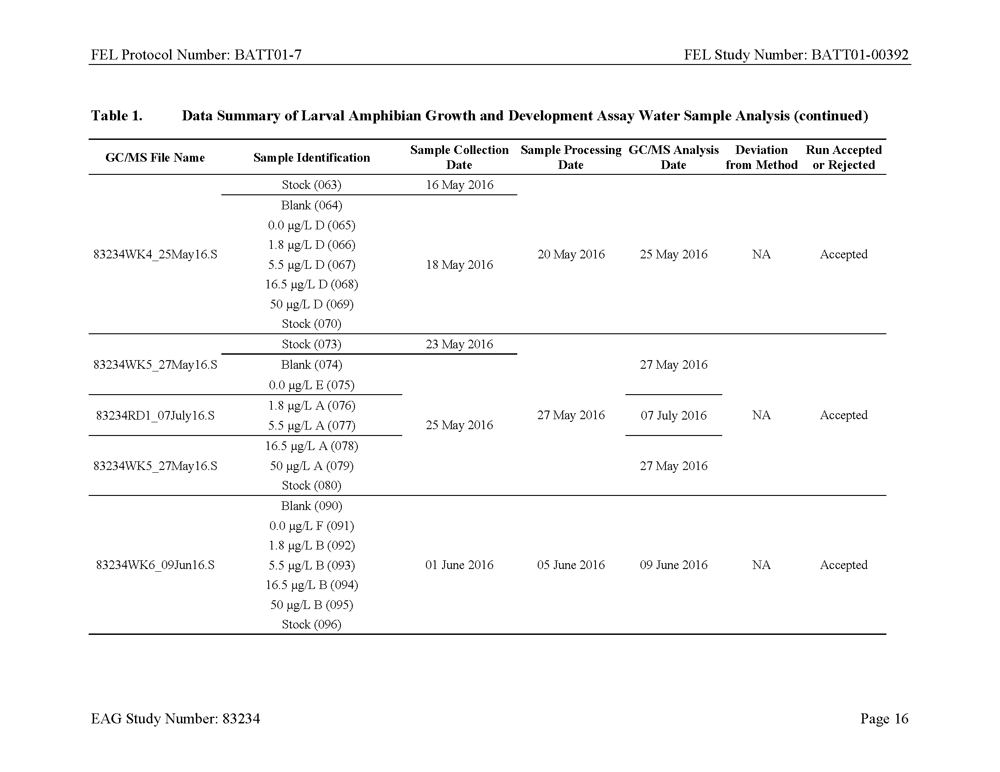 FEL Protocol Number: BATT01-7 FEL Study Number: BATT01-00392
Table 1. Data Summary of Larval Amphibian Growth and Development Assay Water Sample Analysis (continued)
GC/MS File Name Sample Identification Sample Collection Date Sample Processing Date GC/MS Analysis Date Deviation from Method Run Accepted or Rejected
Stock (063) 16 May 2016
Blank (064)
0.0 µg/L D (065)
1.8 µg/L D (066)
83234WK4_25May16.S 20 May 2016 25 May 2016 NA Accepted
5.5 µg/L D (067) 18 May 2016
16.5 µg/L D (068)
50 µg/L D (069)
Stock (070)
Stock (073) 23 May 2016
83234WK5_27May16.S Blank (074) 27 May 2016
0.0 µg/L E (075)
1.8 µg/L A (076)
83234RD1_07July16.S 27 May 2016 07 July 2016 NA Accepted
5.5 µg/L A (077) 25 May 2016
16.5 µg/L A (078)
83234WK5_27May16.S 50 µg/L A (079) 27 May 2016
Stock (080)
Blank (090)
0.0 µg/L F (091)
1.8 µg/L B (092)
83234WK6_09Jun16.S 5.5 µg/L B (093) 01 June 2016 05 June 2016 09 June 2016 NA Accepted
16.5 µg/L B (094)
50 µg/L B (095)
Stock (096)
EAG Study Number: 83234 Page 16